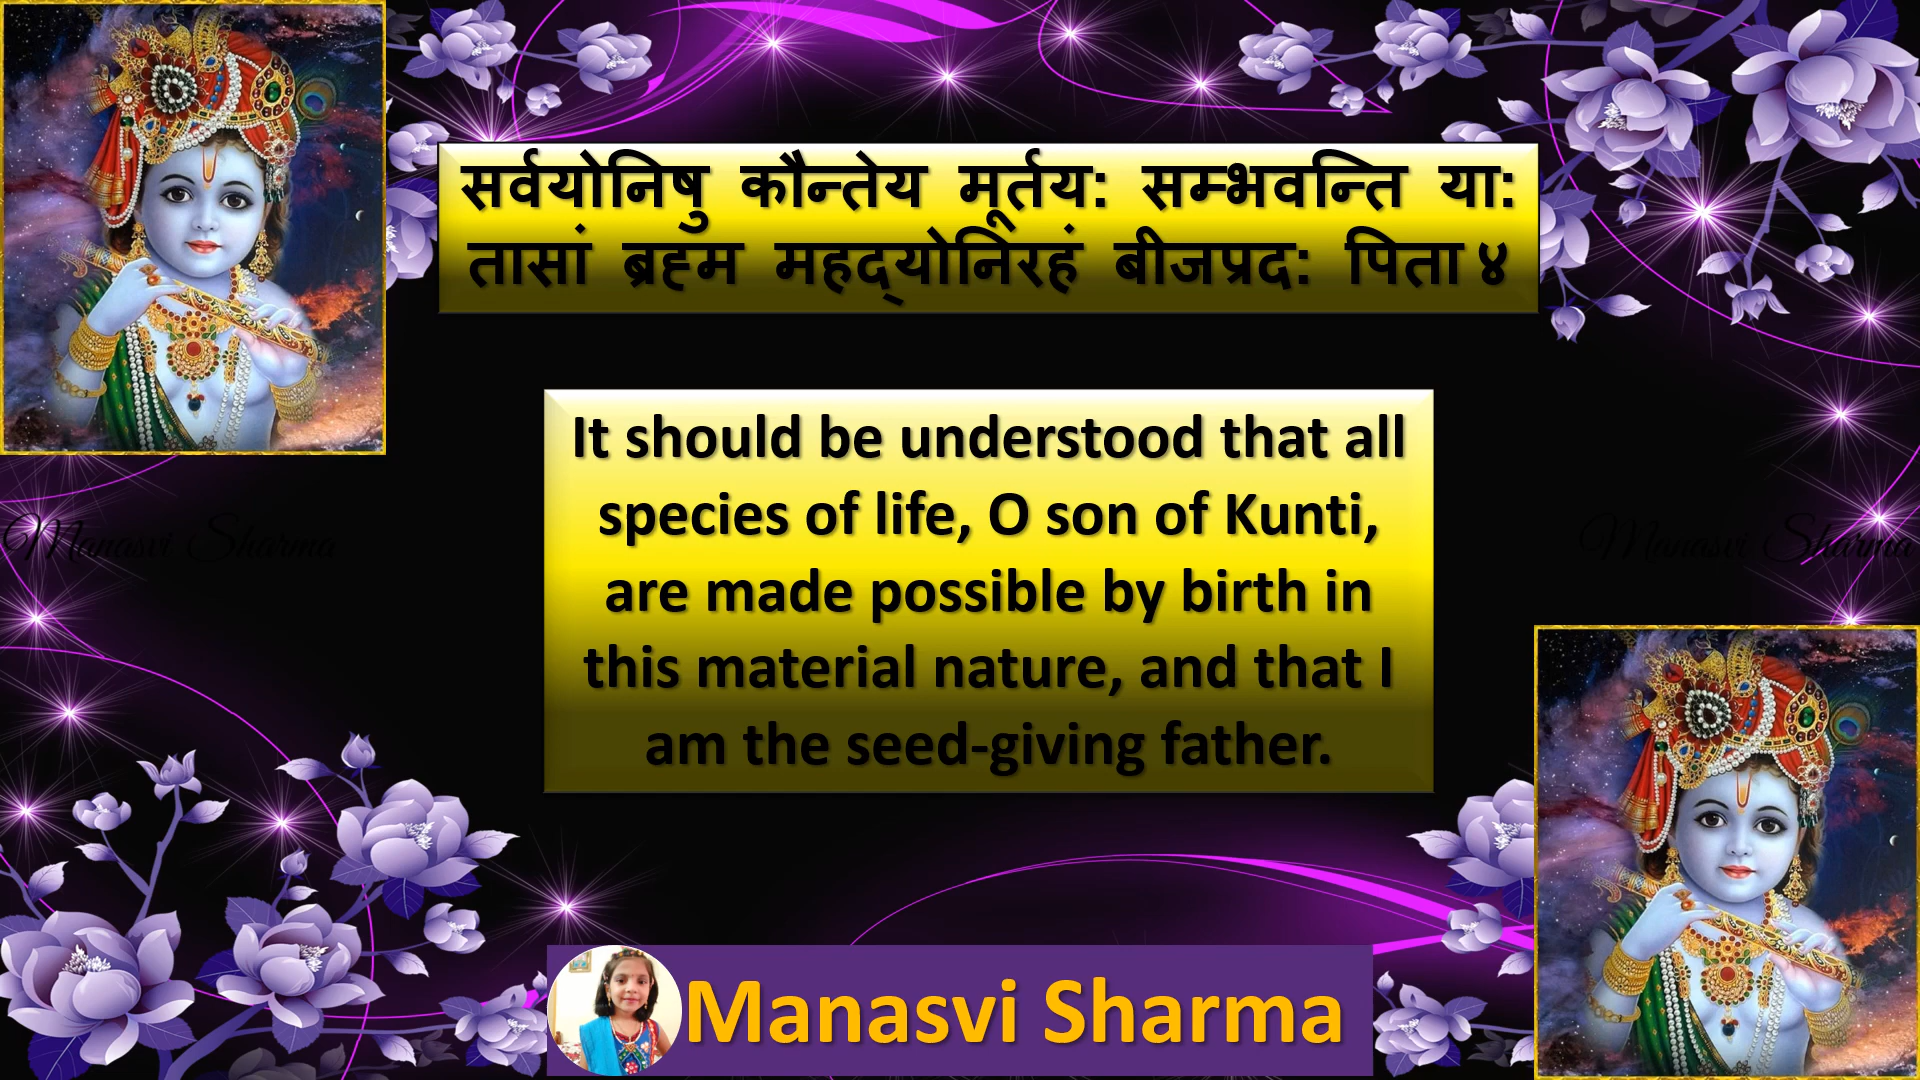 सर्वयोनिषु कौन्तेय मूर्तय: सम्भवन्ति या:
तासां ब्रह्म महद्योनिरहं बीजप्रद: पिता ४
It should be understood that all
species of life, O son of Kunti,
are made possible by birth in
this material nature, and that I
am the seed-giving father.
Manasvi Sharma
Manasvi Sharma
Manasvi Sharma